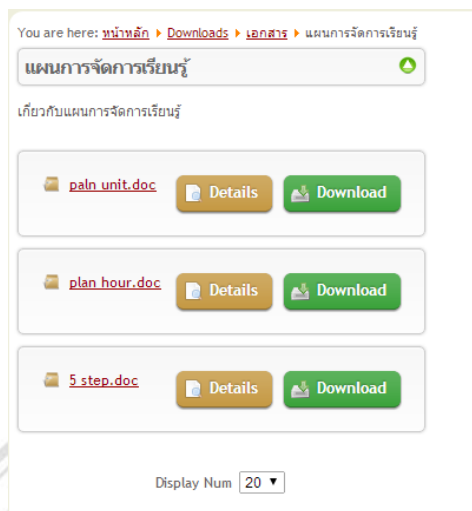 You are here: หน้าหลัก Downloads เอกสาร แผนการจัดการเรียนรู้
แผนการจัดการเรียนรู้
เกี่ยวกับแผนการจัดการเรียนรู้
paln unit.doc Details Download
plan hour.doc Details Download
5 step.doc Details Download
Display Num 20